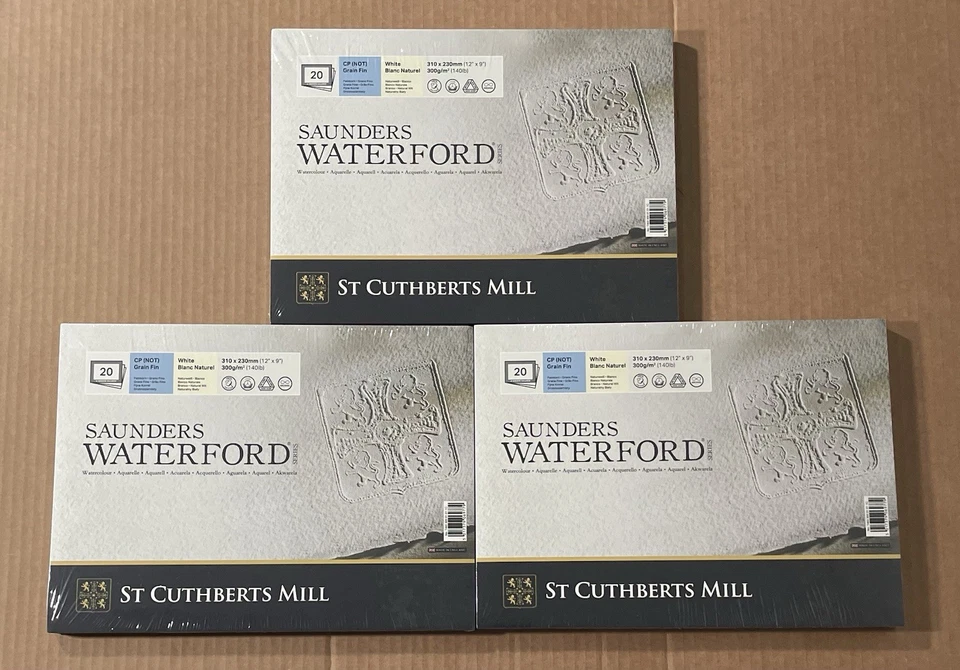 20
CP (NOT)
Grain Fin
White
Blanc Naturel
310 x 230mm (12" x 9")
300g/m² (140lb)
SAUNDERS
WATERFORD®
SERIES
Watercolour • Aquarelle • Aquarell • Acuarela • Acquerello • Aguarela • Aquarel • Akwarela
ST CUTHBERTS MILL
20
CP (NOT)
Grain Fin
White
Blanc Naturel
310 x 230mm (12" x 9")
300g/m² (140lb)
SAUNDERS
WATERFORD®
SERIES
Watercolour • Aquarelle • Aquarell • Acuarela • Acquerello • Aguarela • Aquarel • Akwarela
ST CUTHBERTS MILL
20
CP (NOT)
Grain Fin
White
Blanc Naturel
310 x 230mm (12" x 9")
300g/m² (140lb)
SAUNDERS
WATERFORD®
SERIES
Watercolour • Aquarelle • Aquarell • Acuarela • Acquerello • Aguarela • Aquarel • Akwarela
ST CUTHBERTS MILL